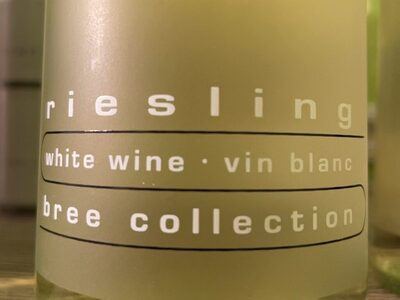 riesling
white wine · vin blanc
bree collection